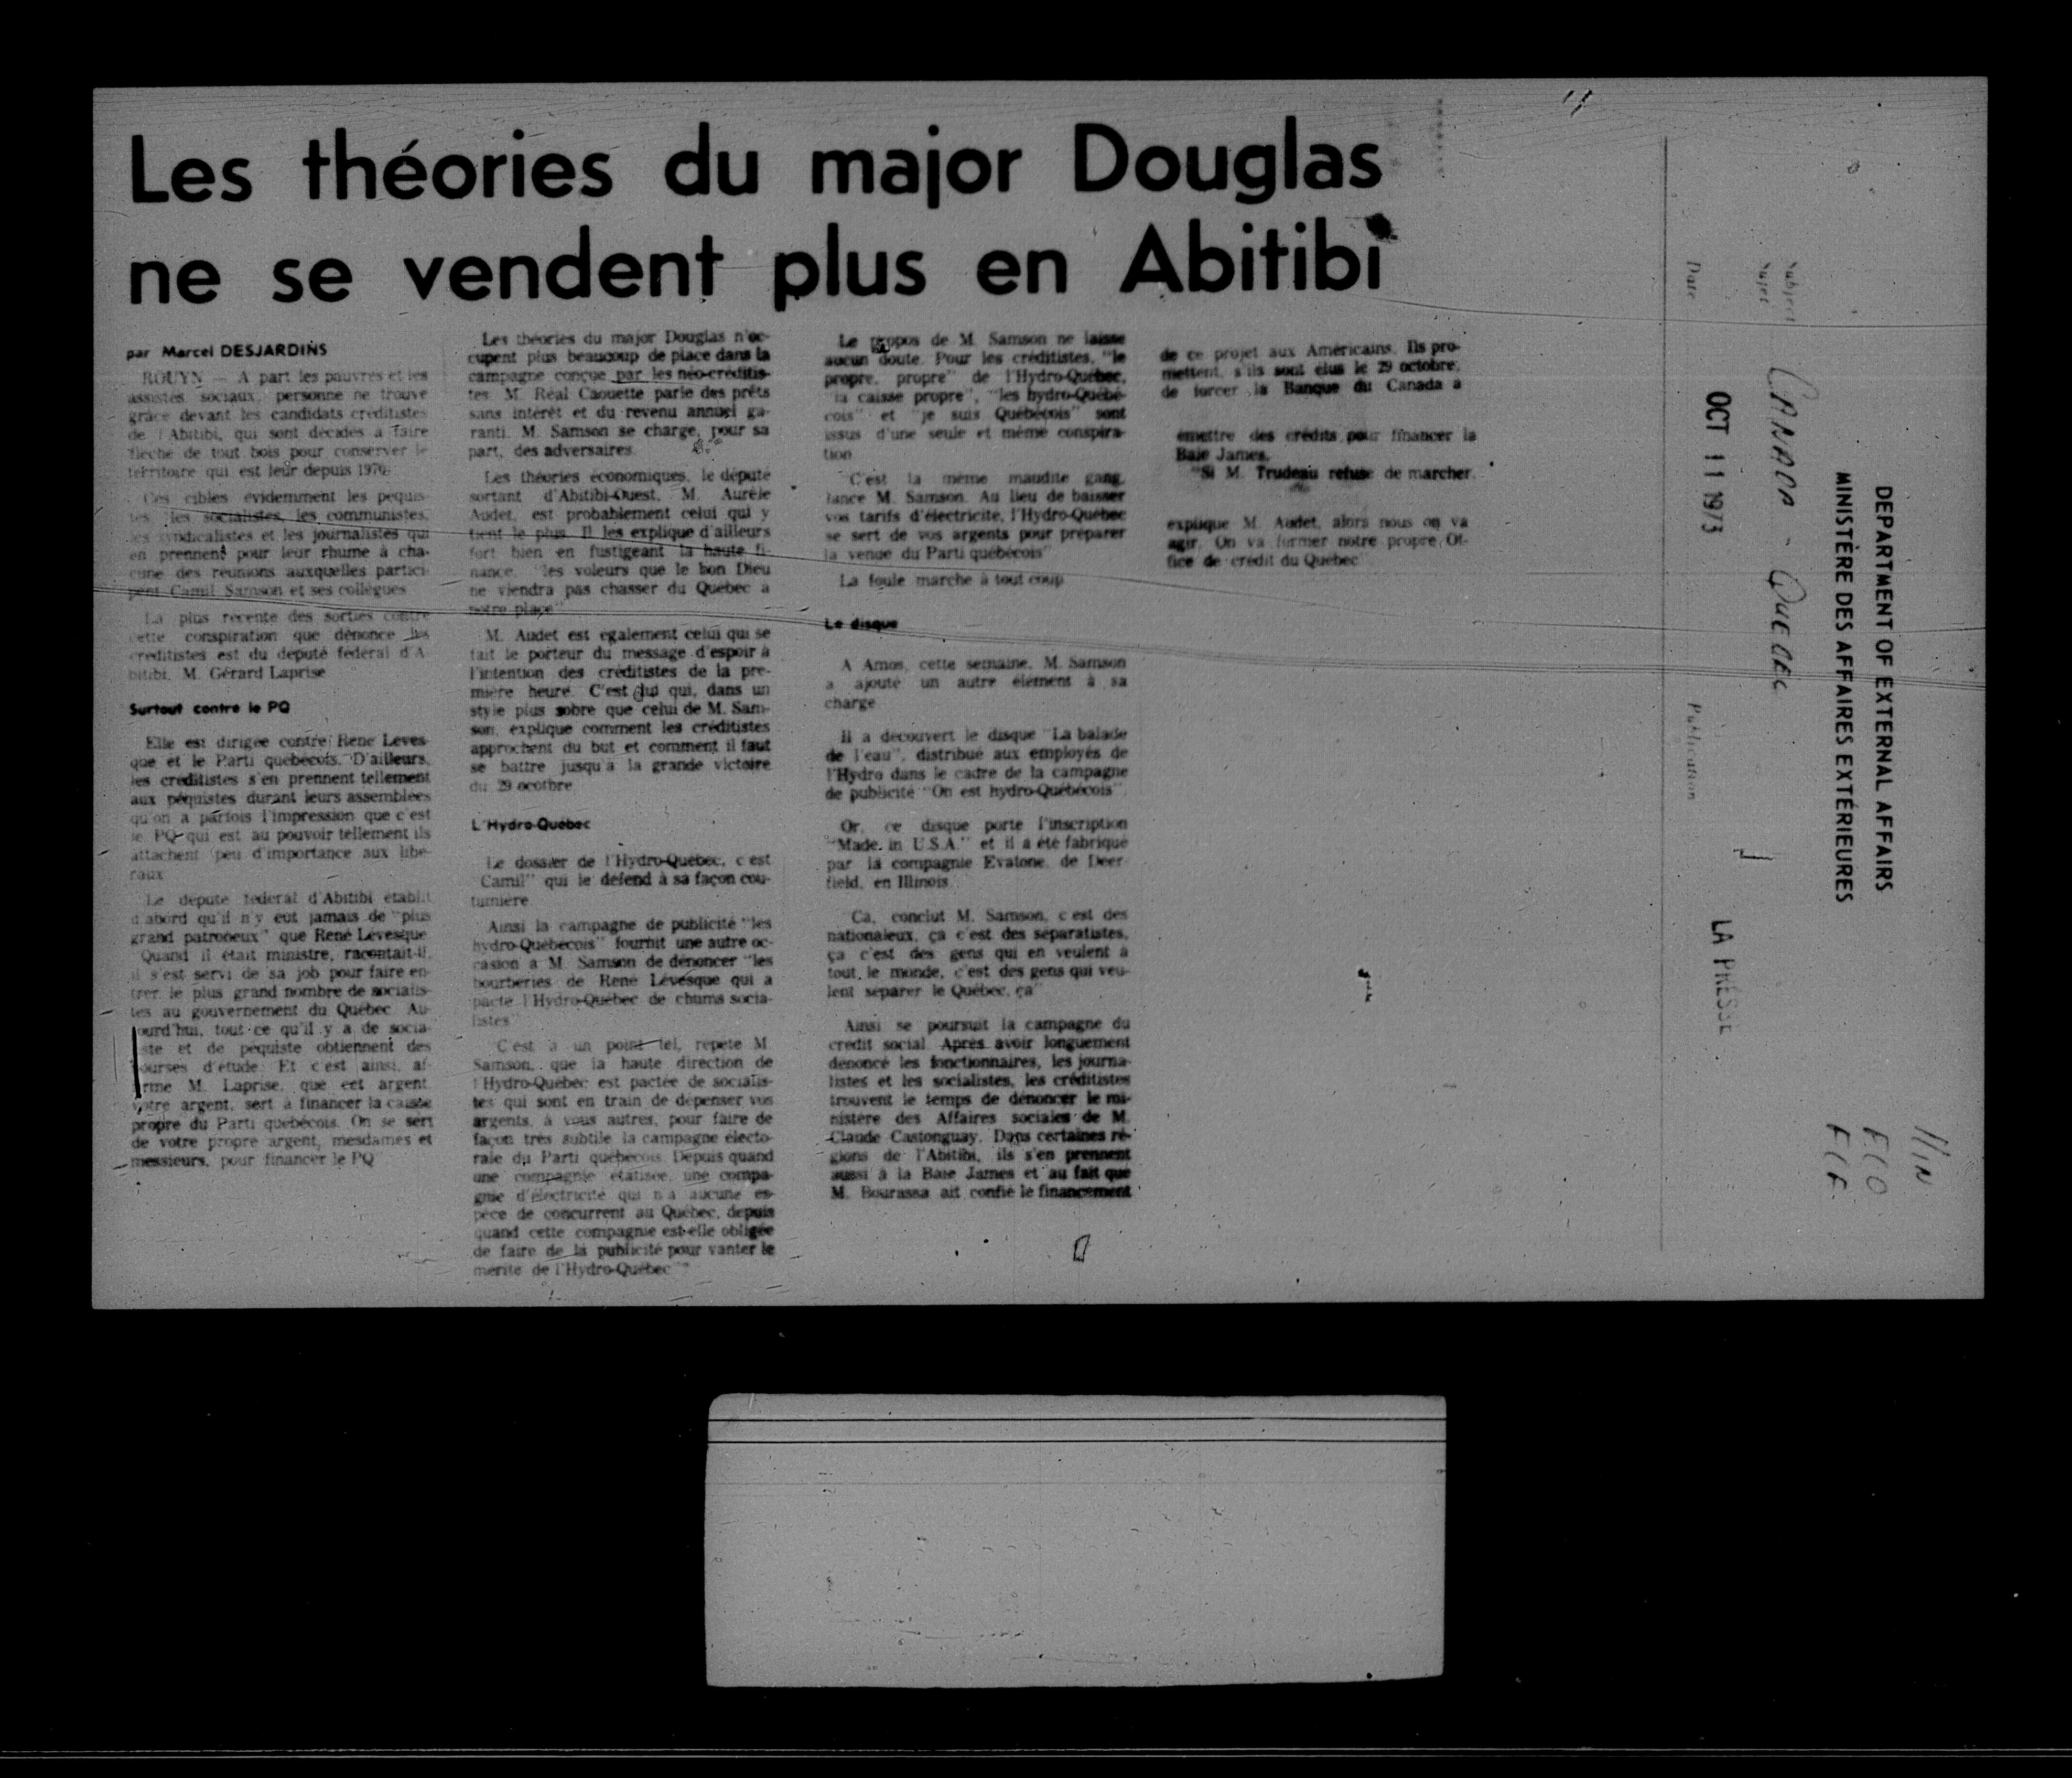 Les théories du major Douglas
ne se vendent plus en Abitibi
par Marcel DESJARDINS
ROUYN — A part les pauvres et les
assistés sociaux, personne ne trouve
grâce devant les candidats créditistes
de l'Abitibi, qui sont décidés à faire
flèche de tout bois pour conserver le
territoire qui est leur depuis 1970.
Ces cibles évidemment les péquis-
tes "les socialistes, les communistes,
les syndicalistes et les journalistes qui
en prennent pour leur rhume à cha-
cune des réunions auxquelles partici-
pent Camil Samson et ses collègues
La plus récente des sorties contre
cette conspiration que dénonce les
créditistes est du député fédéral d'A-
bitibi, M. Gérard Laprise
Surtout contre le PQ
Elle est dirigée contre René Léves-
que et le Parti québécois. D'ailleurs,
les créditistes s'en prennent tellement
aux péquistes durant leurs assemblées
qu'on a parfois l'impression que c'est
le PQ qui est au pouvoir tellement ils
attachent peu d'importance aux libé-
raux
Le député fédéral d'Abitibi établit
d'abord qu'il n'y eut jamais de "plus
grand patroneux" que René Lévesque
"Quand il était ministre, racontait-il,
il s'est servi de sa job pour faire en-
trer le plus grand nombre de socialis-
tes au gouvernement du Québec. Au-
jourd'hui, tout ce qu'il y a de socia-
liste et de péquiste obtiennent des
bourses d'étude. Et c'est ainsi, af-
firme M. Laprise, que cet argent,
votre argent, sert à financer la caisse
propre du Parti québécois. On se sert
de votre propre argent, mesdames et
messieurs, pour financer le PQ
Les théories du major Douglas n'oc-
cupent plus beaucoup de place dans la
campagne conçue par les néo-créditis-
tes. M. Réal Caouette parle des prêts
sans intérêt et du revenu annuel ga-
ranti. M. Samson se charge, pour sa
part, des adversaires.
Les théories économiques, le député
sortant d'Abitibi-Ouest, M. Aurèle
Audet, est probablement celui qui y
tient le plus. Il les explique d'ailleurs
fort bien en fustigeant la haute fi-
nance, "les voleurs que le bon Dieu
ne viendra pas chasser du Québec à
notre place"
M. Audet est également celui qui se
fait le porteur du message d'espoir à
l'intention des créditistes de la pre-
mière heure. C'est lui qui, dans un
style plus sobre que celui de M. Sam-
son, explique comment les créditistes
approchent du but et comment il faut
se battre jusqu'à la grande victoire
du 29 ocotbre
L'Hydro-Québec
Le dossier de l'Hydro-Québec, c'est
"Camil" qui le défend à sa façon cou-
tumière
Ainsi la campagne de publicité "les
hydro-Québécois" fournit une autre oc-
casion à M. Samson de dénoncer "les
bourberies de René Lévesque qui a
pacté l'Hydro-Québec de chums socia-
listes"
"C'est à un point tel, répète M.
Samson, que la haute direction de
l'Hydro-Québec est pactée de socialis-
tes qui sont en train de dépenser vos
argents, à vous autres, pour faire de
façon très subtile la campagne électo-
rale du Parti québécois. Depuis quand
une compagnie étatisée, une compa-
gnie d'électricité qui n'a aucune es-
pèce de concurrent au Québec, depuis
quand cette compagnie est-elle obligée
de faire de la publicité pour vanter le
mérite de l'Hydro-Québec"
Le propos de M. Samson ne laisse
aucun doute. Pour les créditistes, "le
propre, propre" de l'Hydro-Québec,
"la caisse propre", "les hydro-Québé-
cois" et "je suis Québécois" sont
issus d'une seule et même conspira-
tion
"C'est la même maudite gang,
lance M. Samson. Au lieu de baisser
vos tarifs d'électricité, l'Hydro-Québec
se sert de vos argents pour préparer
la venue du Parti québécois"
La foule marche à tout coup
Le disque
A Amos, cette semaine, M. Samson
a ajouté un autre élément à sa
charge
Il a découvert le disque "La balade
de l'eau", distribué aux employés de
l'Hydro dans le cadre de la campagne
de publicité "On est hydro-Québécois".
Or, ce disque porte l'inscription
"Made in U.S.A." et il a été fabriqué
par la compagnie Evatone, de Deer-
field, en Illinois.
"Ca, conclut M. Samson, c'est des
nationaleux, ça c'est des séparatistes,
ça c'est des gens qui en veulent à
tout le monde, c'est des gens qui veu-
lent séparer le Québec, ça"
Ainsi se poursuit la campagne du
crédit social. Après avoir longuement
dénoncé les fonctionnaires, les journa-
listes et les socialistes, les créditistes
trouvent le temps de dénoncer le mi-
nistère des Affaires sociales de M.
Claude Castonguay. Dans certaines ré-
gions de l'Abitibi, ils s'en prennent
aussi à la Baie James et au fait que
M. Bourassa ait confié le financement
de ce projet aux Américains. Ils pro-
mettent, s'ils sont élus le 29 octobre,
de forcer la Banque du Canada à
émettre des crédits pour financer la
Baie James.
"Si M. Trudeau refuse de marcher,
explique M. Audet, alors nous on va
agir. On va former notre propre Of-
fice de crédit du Québec"
DEPARTMENT OF EXTERNAL AFFAIRS
MINISTÈRE DES AFFAIRES EXTÉRIEURES
Subject
Sujet
CANADA - QUEBEC
Date
OCT 11 1973
Publication
LA PRESSE